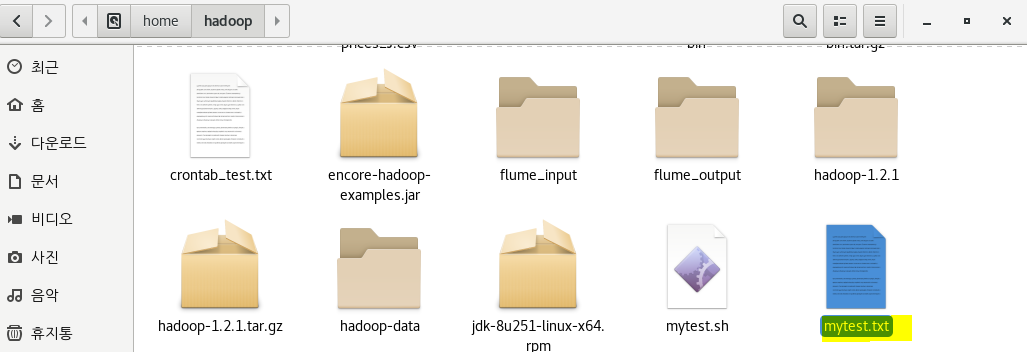 home
hadoop
prices_s.csv
bin-
bin.tar.gz
최근
홈
다운로드
문서
비디오
사진
음악
휴지통
crontab_test.txt
encore-hadoop-
examples.jar
flume_input
flume_output
hadoop-1.2.1
hadoop-1.2.1.tar.gz
hadoop-data
jdk-8u251-linux-x64.
rpm
mytest.sh
mytest.txt